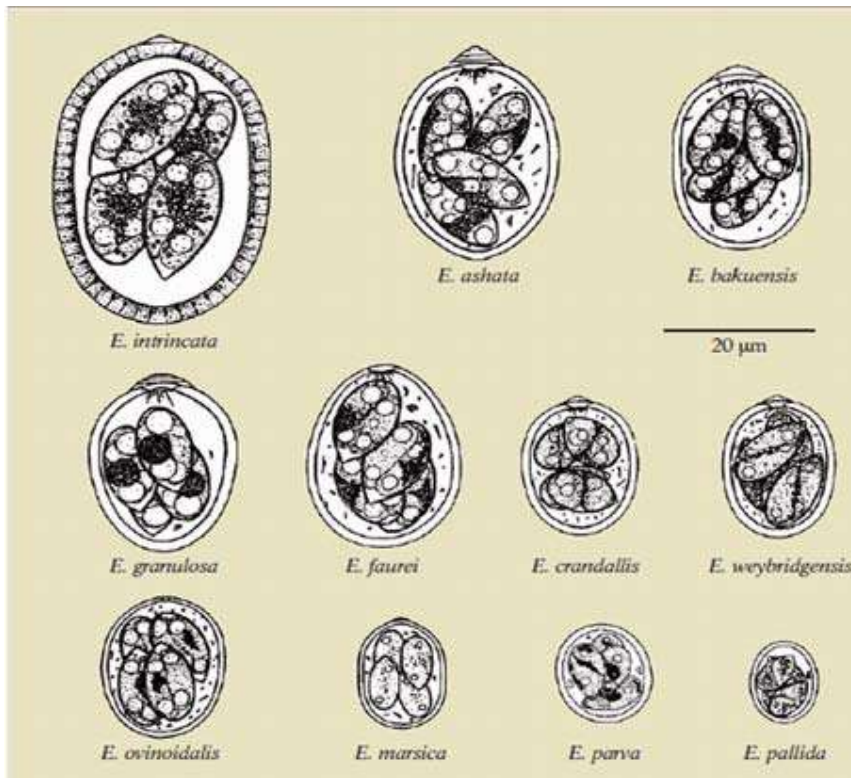 E. ashata
E. bakuensis
E. intrincata
20 μm
E. granulosa
E. faurei
E. crandallis
E. weybridgensis
E. ovinoidalis
E. marsica
E. parva
E. pallida